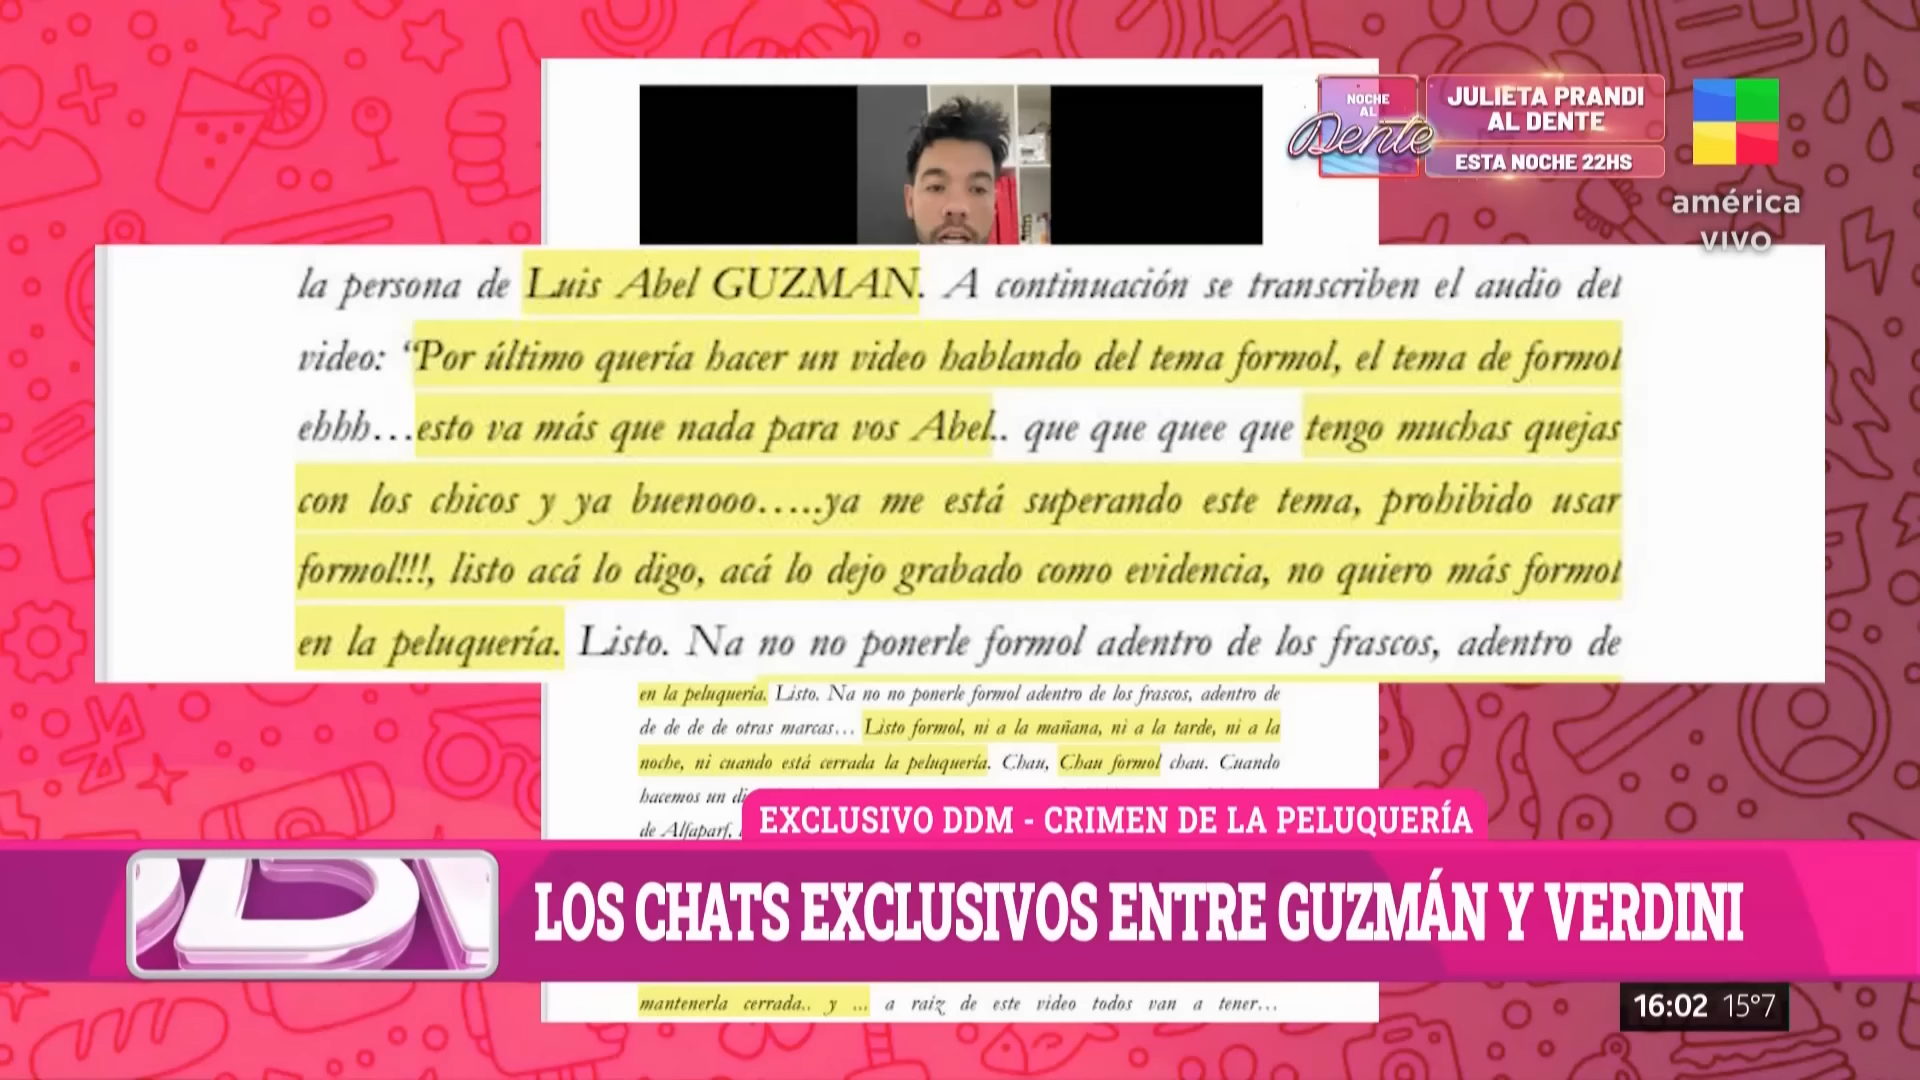 NOCHE
AL
Dente
JULIETA PRANDI
AL DENTE
ESTA NOCHE 22HS
américa
VIVO
la persona de Luis Abel GUZMAN. A continuación se transcriben el audio del
video: “Por último quería hacer un video hablando del tema formol, el tema de formol
ehhh…esto va más que nada para vos Abel.. que que quee que tengo muchas quejas
con los chicos y ya buenooo…..ya me está superando este tema, prohibido usar
formol!!!, listo acá lo digo, acá lo dejo grabado como evidencia, no quiero más formol
en la peluquería. Listo. Na no no ponerle formol adentro de los frascos, adentro de
en la peluquería. Listo. Na no no ponerle formol adentro de los frascos, adentro de
de de de de otras marcas… Listo formol, ni a la mañana, ni a la tarde, ni a la
noche, ni cuando está cerrada la peluquería. Chau, Chau formol chau. Cuando
hacemos un
de Alfaparf,
EXCLUSIVO DDM - CRIMEN DE LA PELUQUERÍA
LOS CHATS EXCLUSIVOS ENTRE GUZMÁN Y VERDINI
mantenerla cerrada.. y ... a raiz de este video todos van a tener…
16:02 15°7